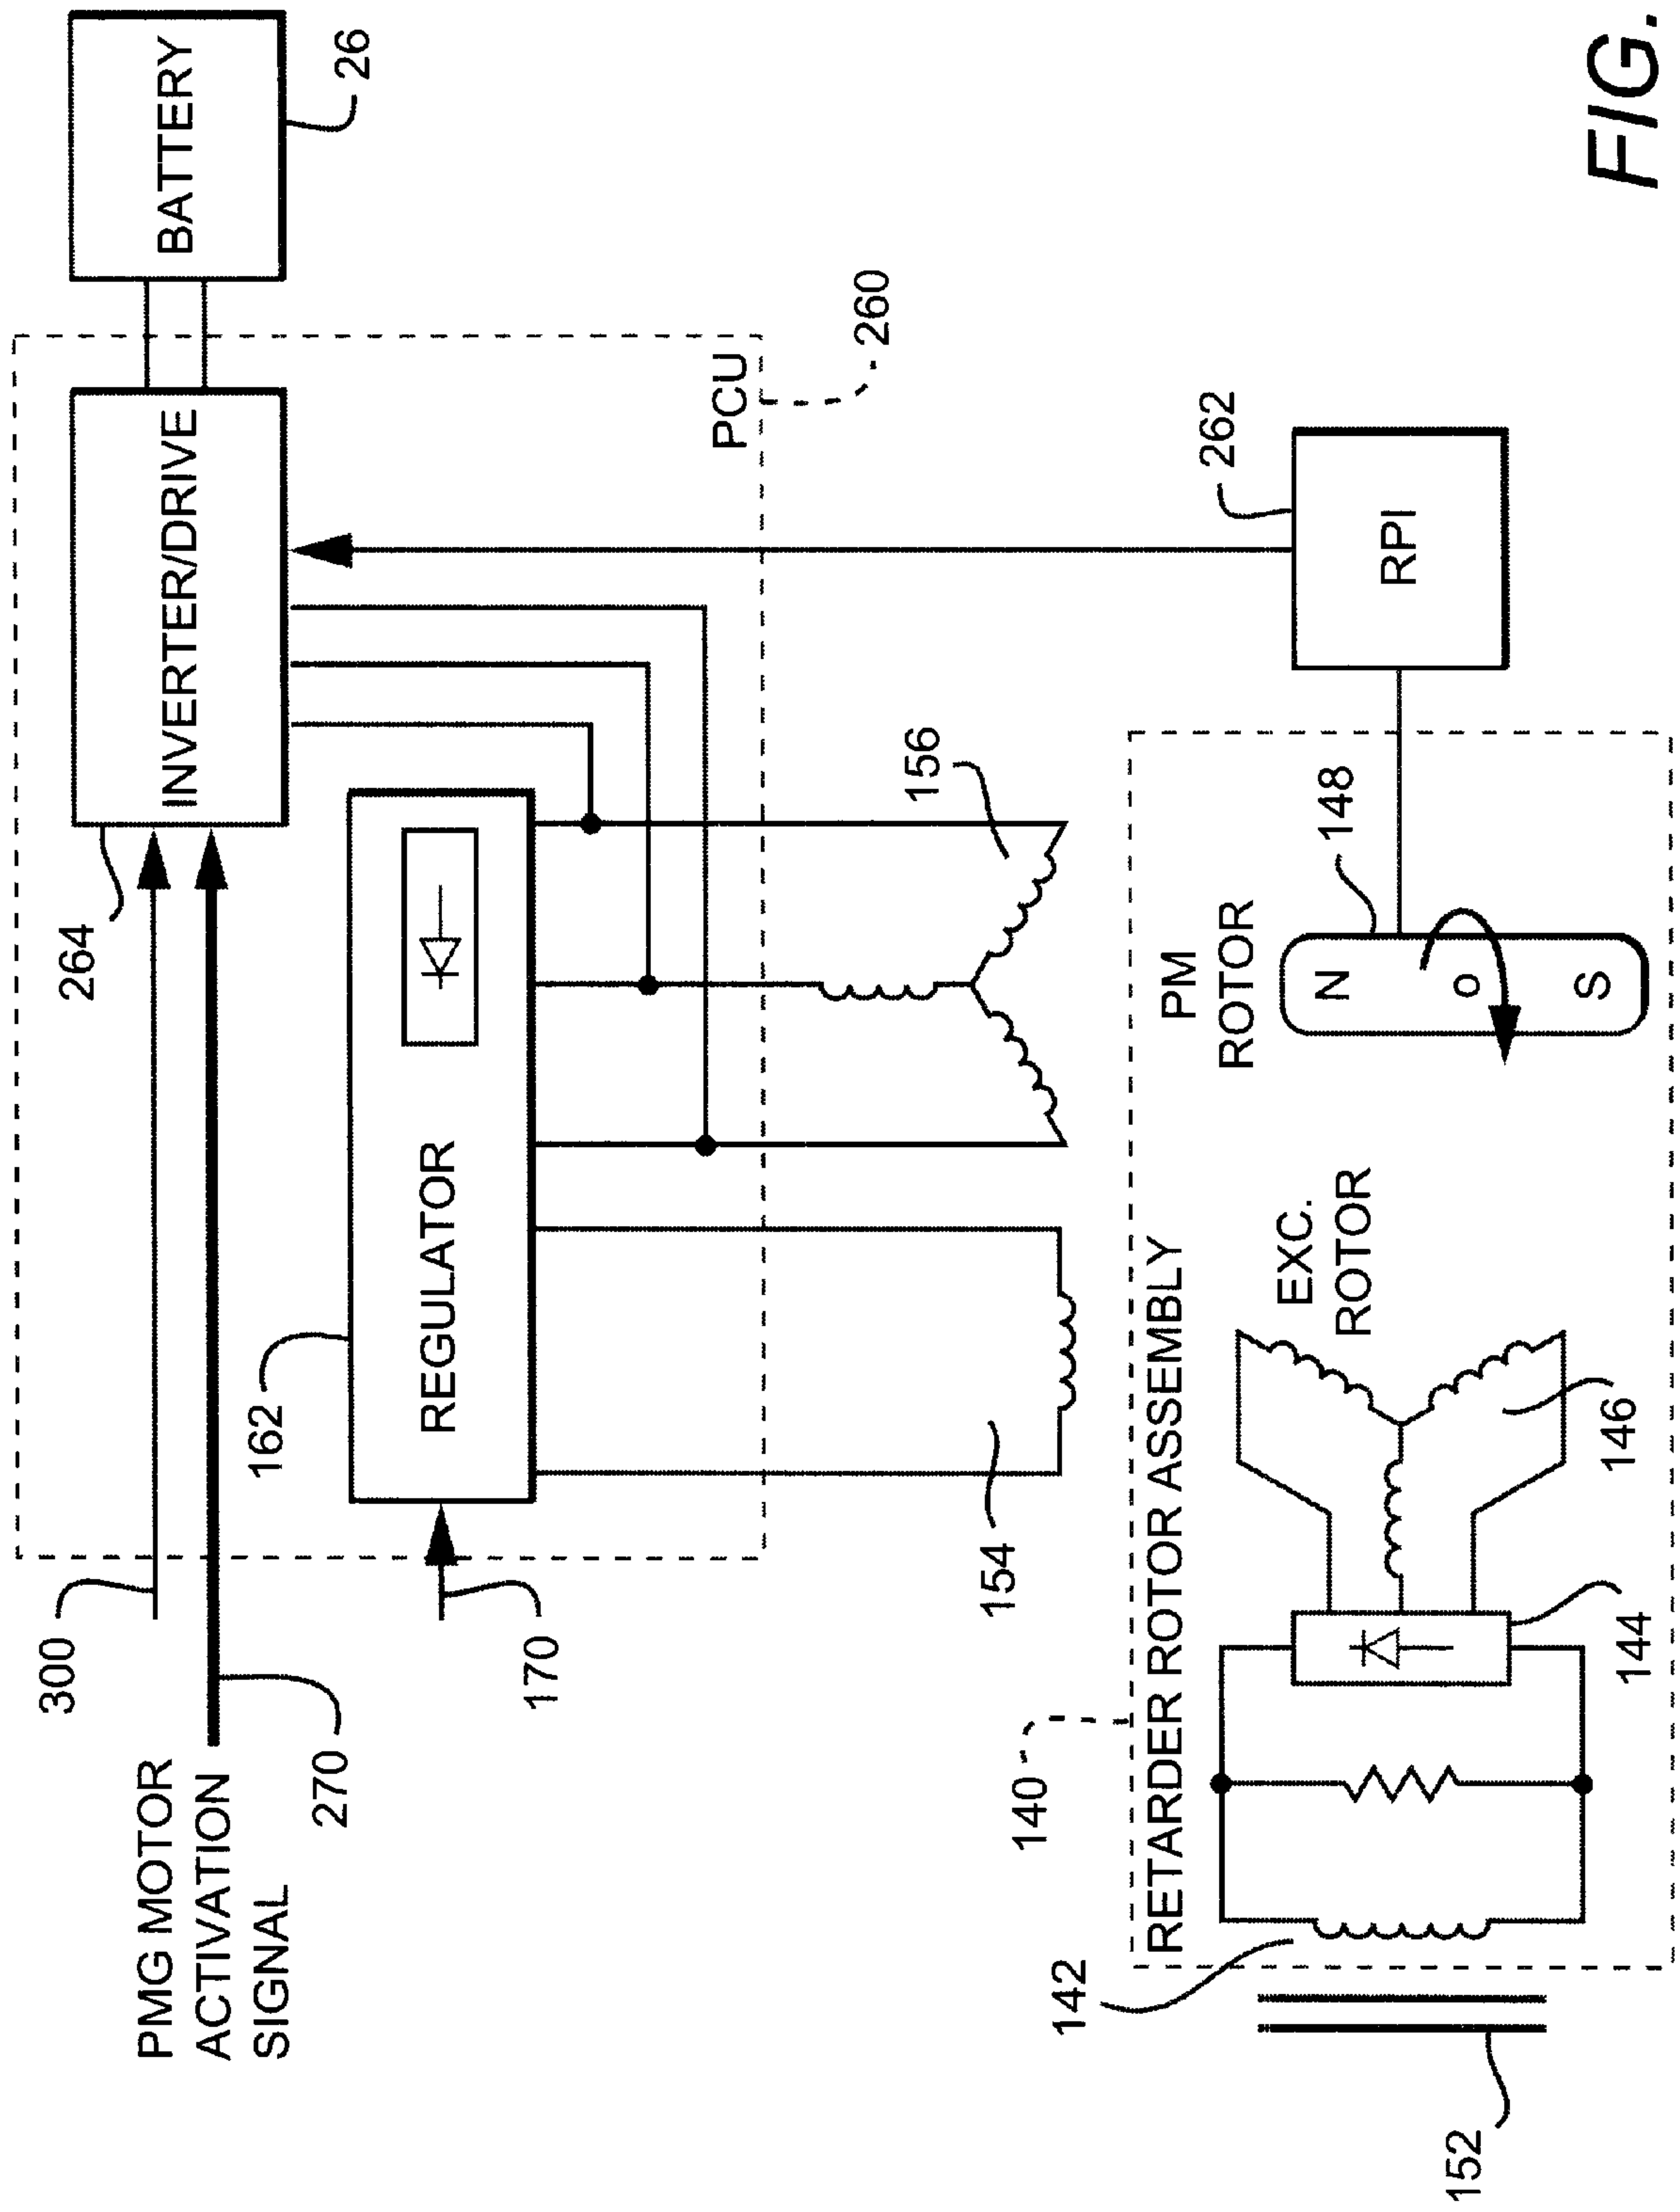 PMG MOTOR
ACTIVATION
SIGNAL
300
270
264
INVERTER/DRIVE
BATTERY
26
162
REGULATOR
170
PCU
260
154
156
262
RPI
140
RETARDER ROTOR ASSEMBLY
142
152
144
146
EXC.
ROTOR
PM
ROTOR
148
N
O
S
FIG.